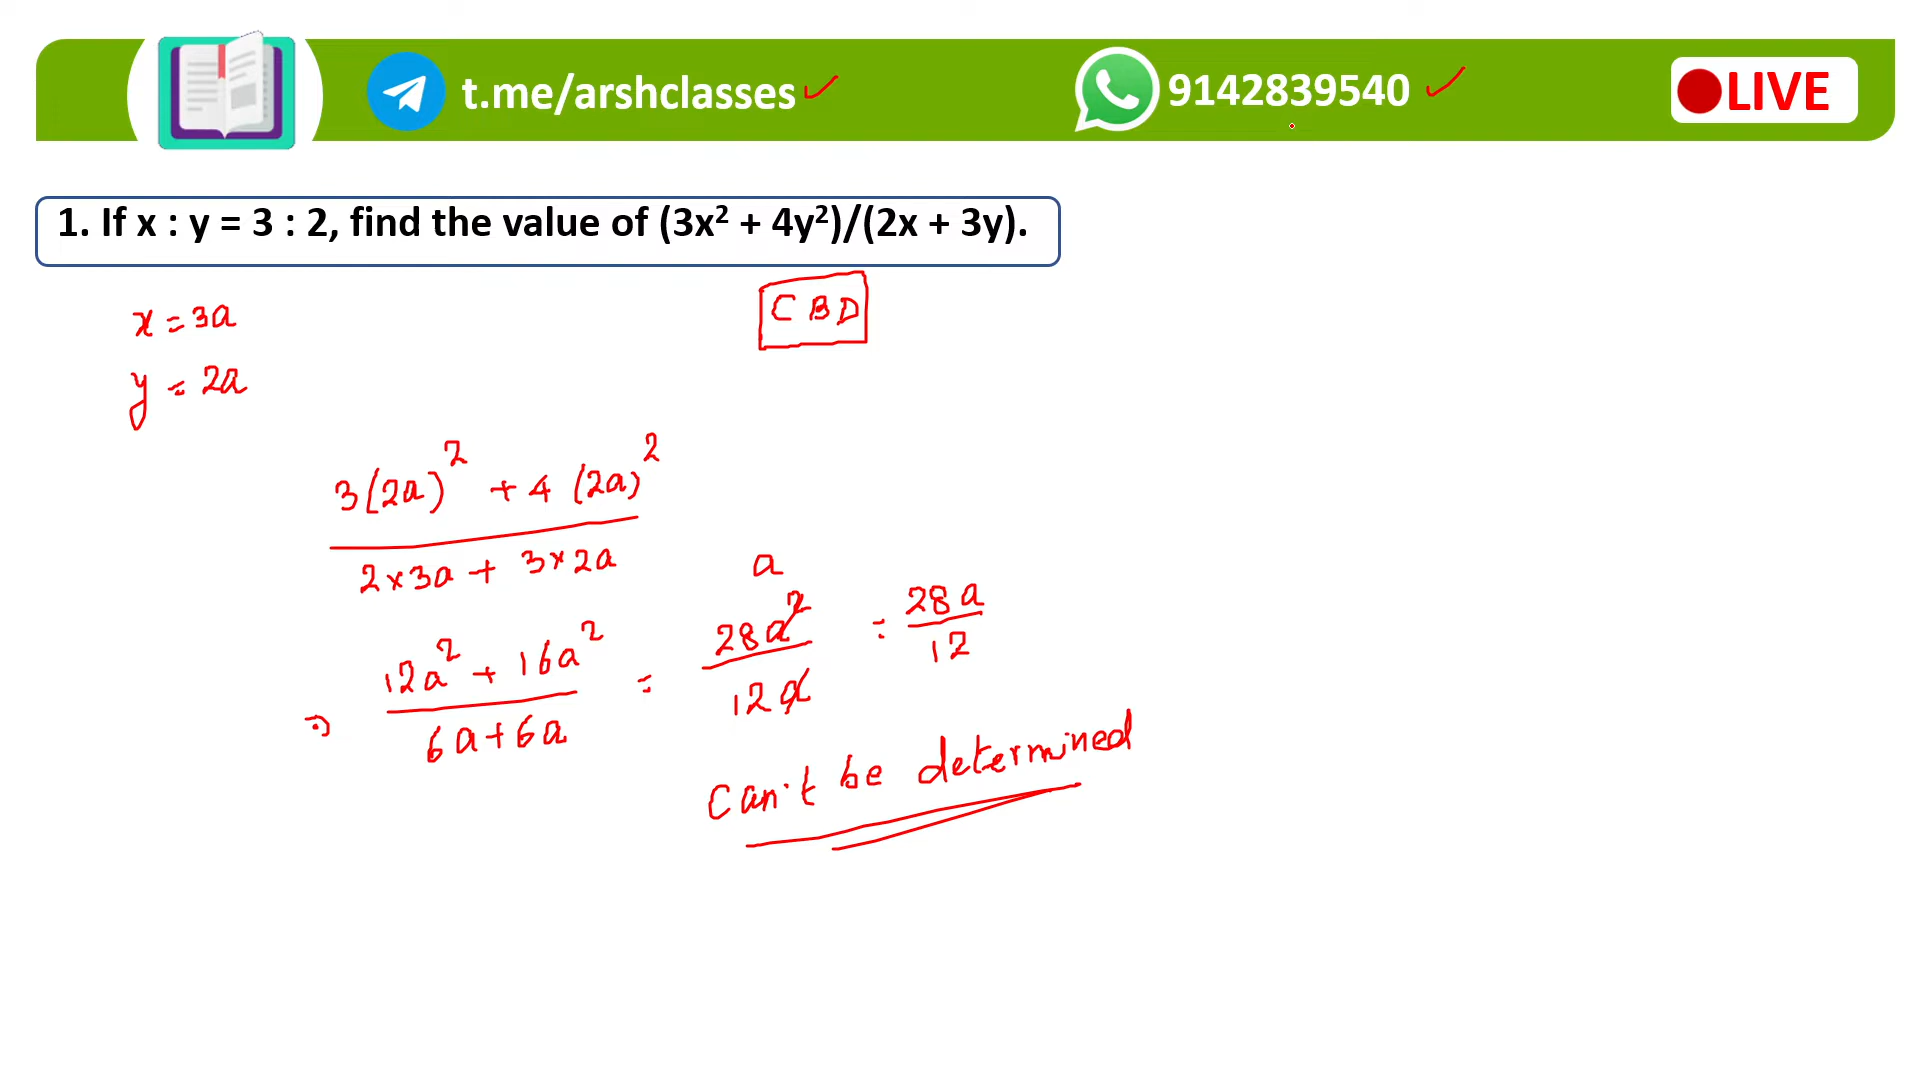 t.me/arshclasses
9142839540
LIVE
1. If x : y = 3 : 2, find the value of (3x² + 4y²)/(2x + 3y).
CBD
x = 3a
y = 2a
3(2a)² + 4 (2a)²
2×3a + 3×2a
a
⇒ 12a² + 16a² = 28a² = 28a
6a+6a 12a 12
Can't be determined